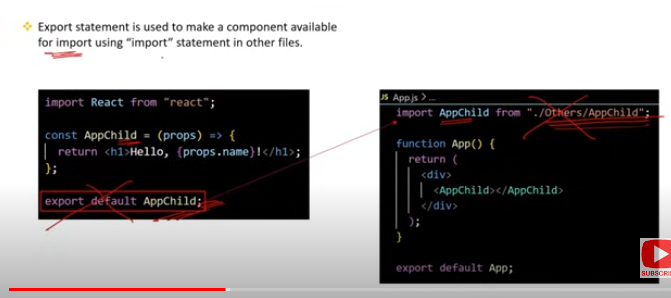 Export statement is used to make a component available
for import using “import” statement in other files.
import React from "react";
const AppChild = (props) => {
return <h1>Hello, {props.name}!</h1>;
};
export default AppChild;
JS App.js > ...
import AppChild from "./Others/AppChild";
function App() {
return (
<div>
<AppChild></AppChild>
</div>
);
}
export default App;